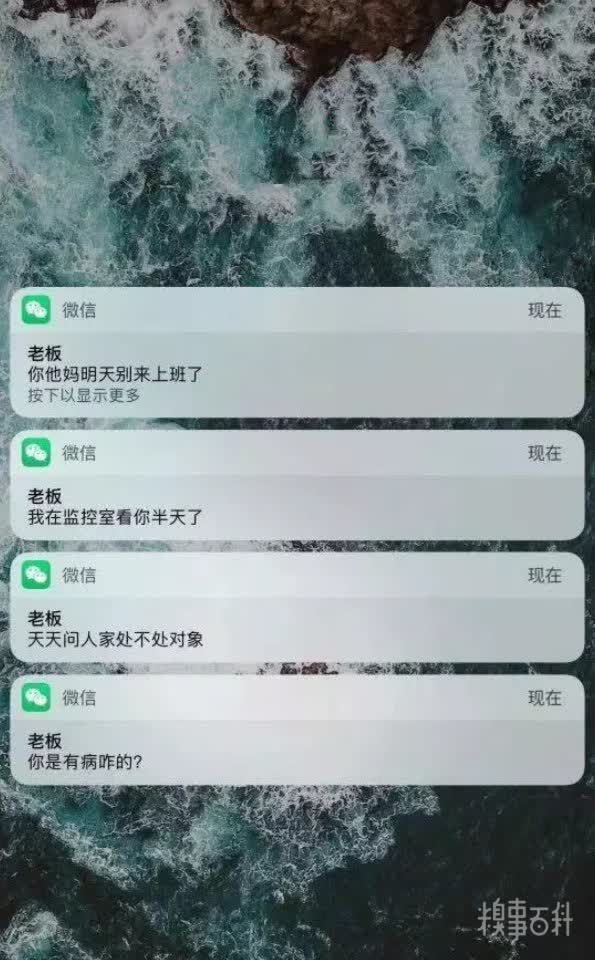 微信
现在
老板
你他妈明天别来上班了
按下以显示更多
微信
现在
老板
我在监控室看你半天了
微信
现在
老板
天天问人家处不处对象
微信
现在
老板
你是有病咋的?
糗事百科